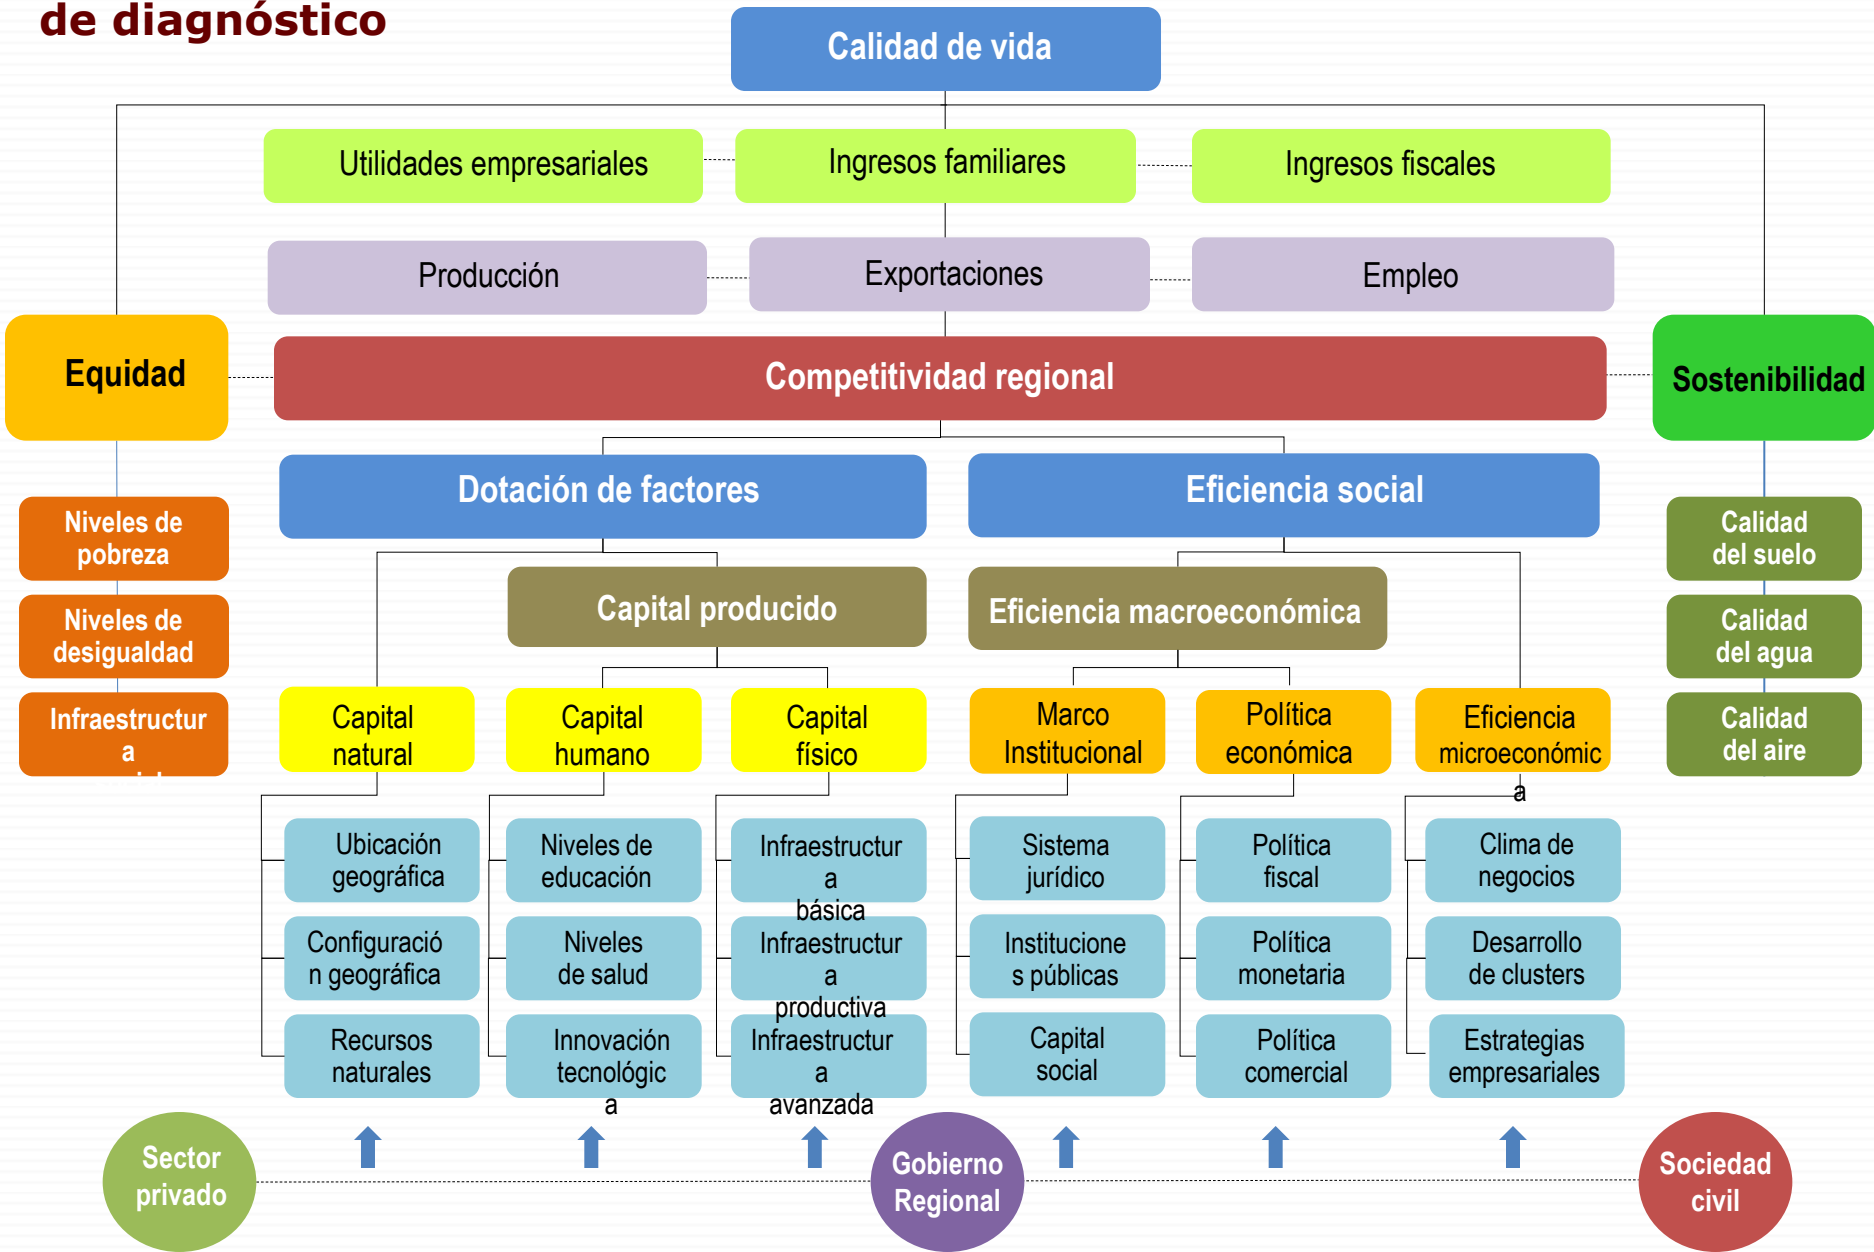 de diagnóstico
Calidad de vida
Utilidades empresariales
Ingresos familiares
Ingresos fiscales
Producción
Exportaciones
Empleo
Equidad
Competitividad regional
Sostenibilidad
Dotación de factores
Eficiencia social
Niveles de
pobreza
Niveles de
desigualdad
Infraestructur
a
Calidad
del suelo
Calidad
del agua
Calidad
del aire
Capital producido
Eficiencia macroeconómica
Capital
natural
Capital
humano
Capital
físico
Marco
Institucional
Política
económica
Eficiencia
microeconómic
a
Ubicación
geográfica
Configuració
n geográfica
Recursos
naturales
Niveles de
educación
Niveles
de salud
Innovación
tecnológic
a
Infraestructur
a
básica
Infraestructur
a
productiva
Infraestructur
a
avanzada
Sistema
jurídico
Institucione
s públicas
Capital
social
Política
fiscal
Política
monetaria
Política
comercial
Clima de
negocios
Desarrollo
de clusters
Estrategias
empresariales
Sector
privado
Gobierno
Regional
Sociedad
civil